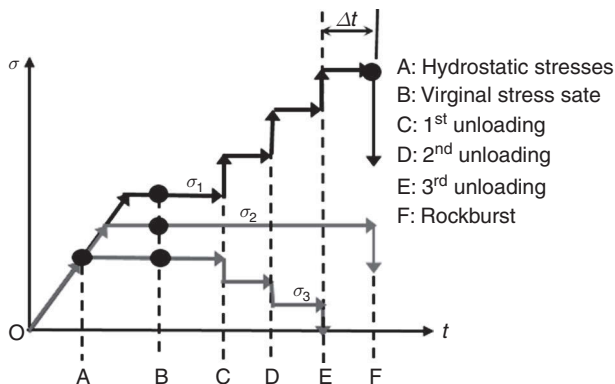 Δt
σ
A: Hydrostatic stresses
B: Virginal stress sate
C: 1st unloading
D: 2nd unloading
E: 3rd unloading
F: Rockburst
σ1
σ2
σ3
O
t
A B C D E F